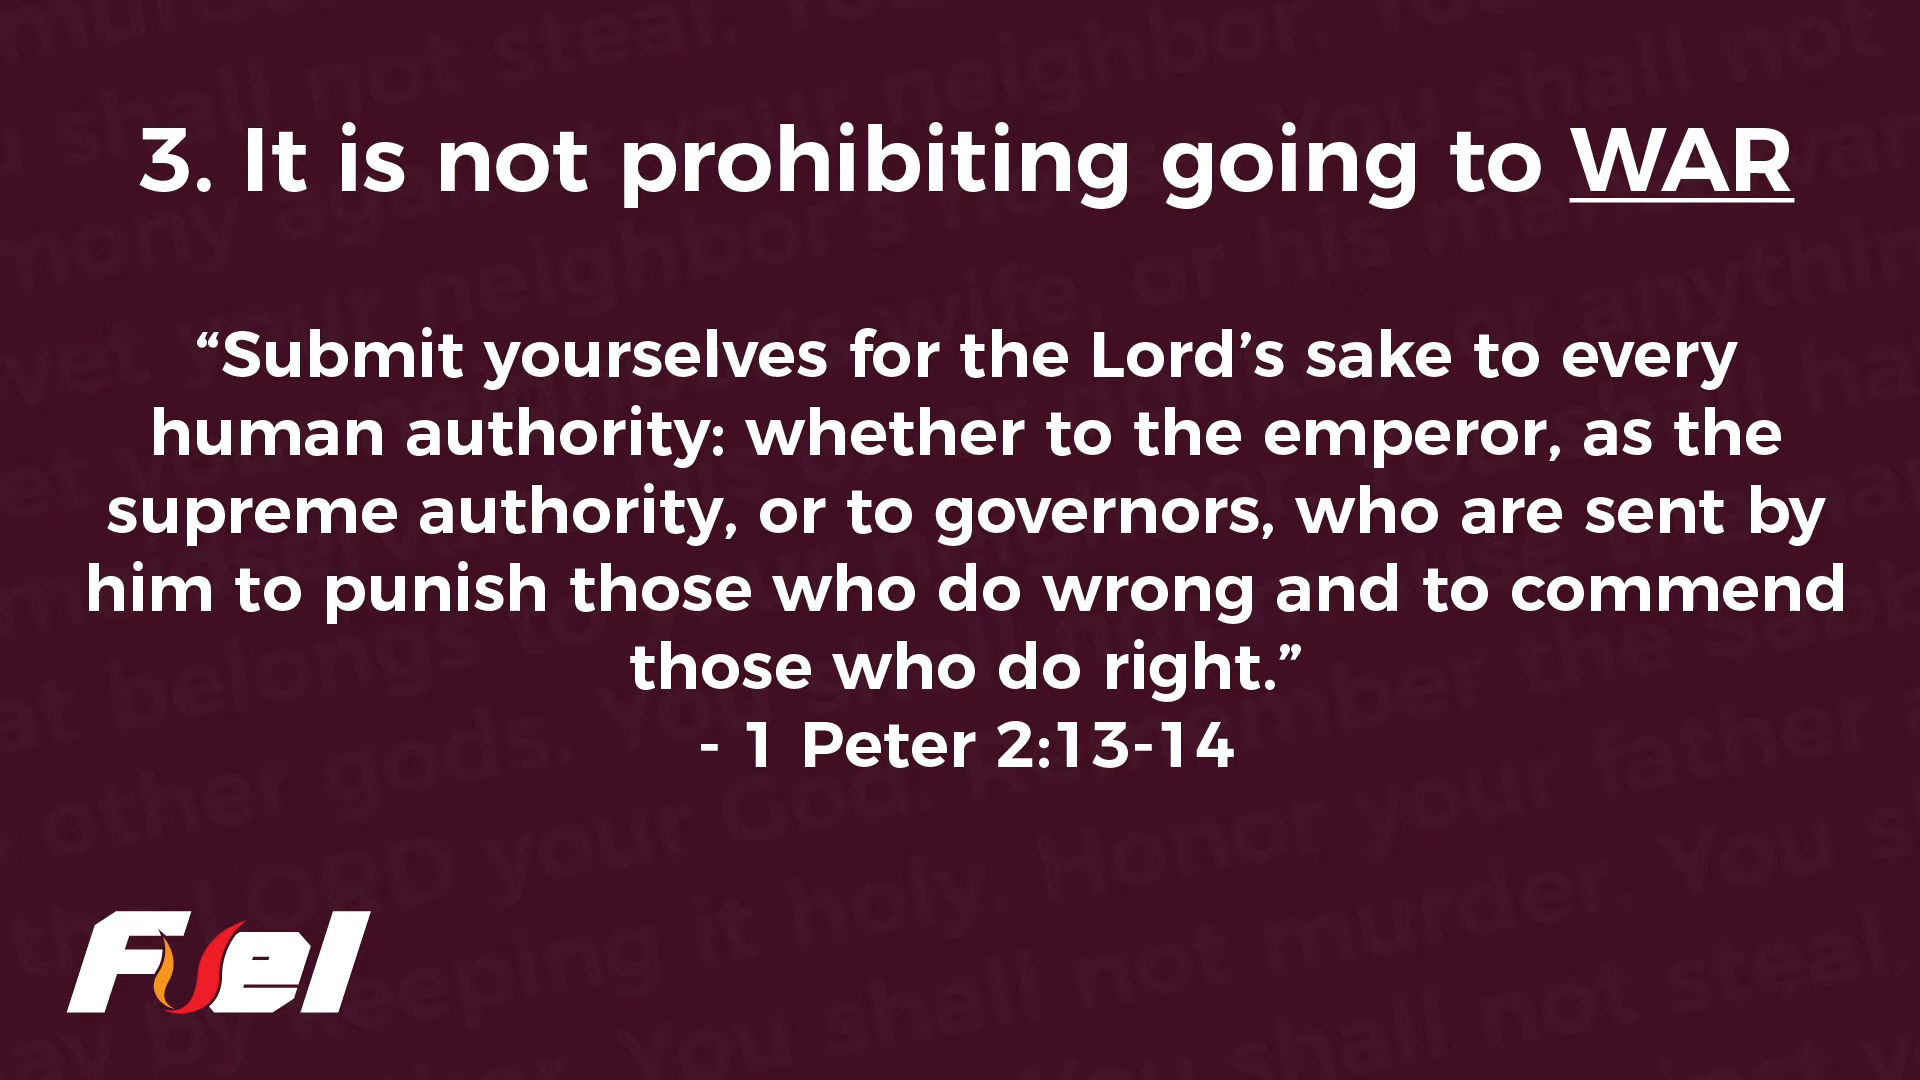 3. It is not prohibiting going to WAR
“Submit yourselves for the Lord’s sake to every
human authority: whether to the emperor, as the
supreme authority, or to governors, who are sent by
him to punish those who do wrong and to commend
those who do right.”
- 1 Peter 2:13-14
Fuel